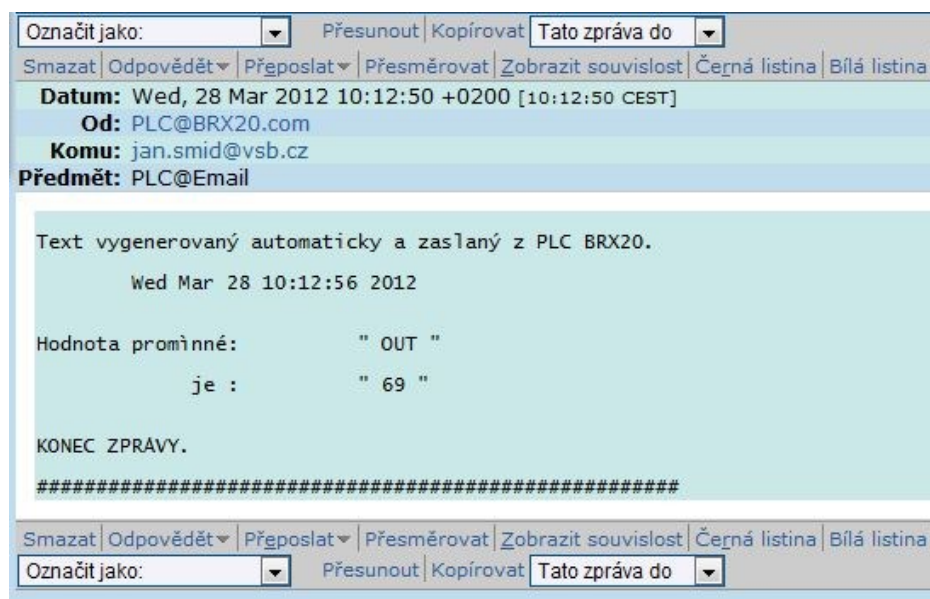 Označit jako: Přesunout Kopírovat Tato zpráva do
Smazat Odpovědět Přeposlat Přesměrovat Zobrazit souvislost Černá listina Bílá listina
Datum: Wed, 28 Mar 2012 10:12:50 +0200 [10:12:50 CEST]
Od: PLC@BRX20.com
Komu: jan.smid@vsb.cz
Předmět: PLC@Email
Text vygenerovaný automaticky a zaslaný z PLC BRX20.
Wed Mar 28 10:12:56 2012
Hodnota promìnné: " OUT "
je : " 69 "
KONEC ZPRÁVY.
######################################################
Smazat Odpovědět Přeposlat Přesměrovat Zobrazit souvislost Černá listina Bílá listina
Označit jako: Přesunout Kopírovat Tato zpráva do